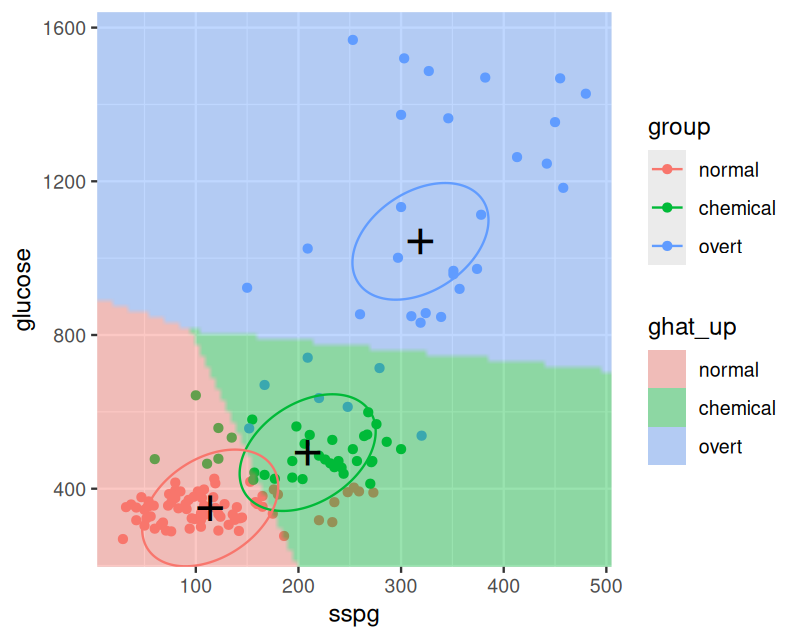 1600
1200
800
400
glucose
100
200
300
400
500
sspg
group
normal
chemical
overt
ghat_up
normal
chemical
overt